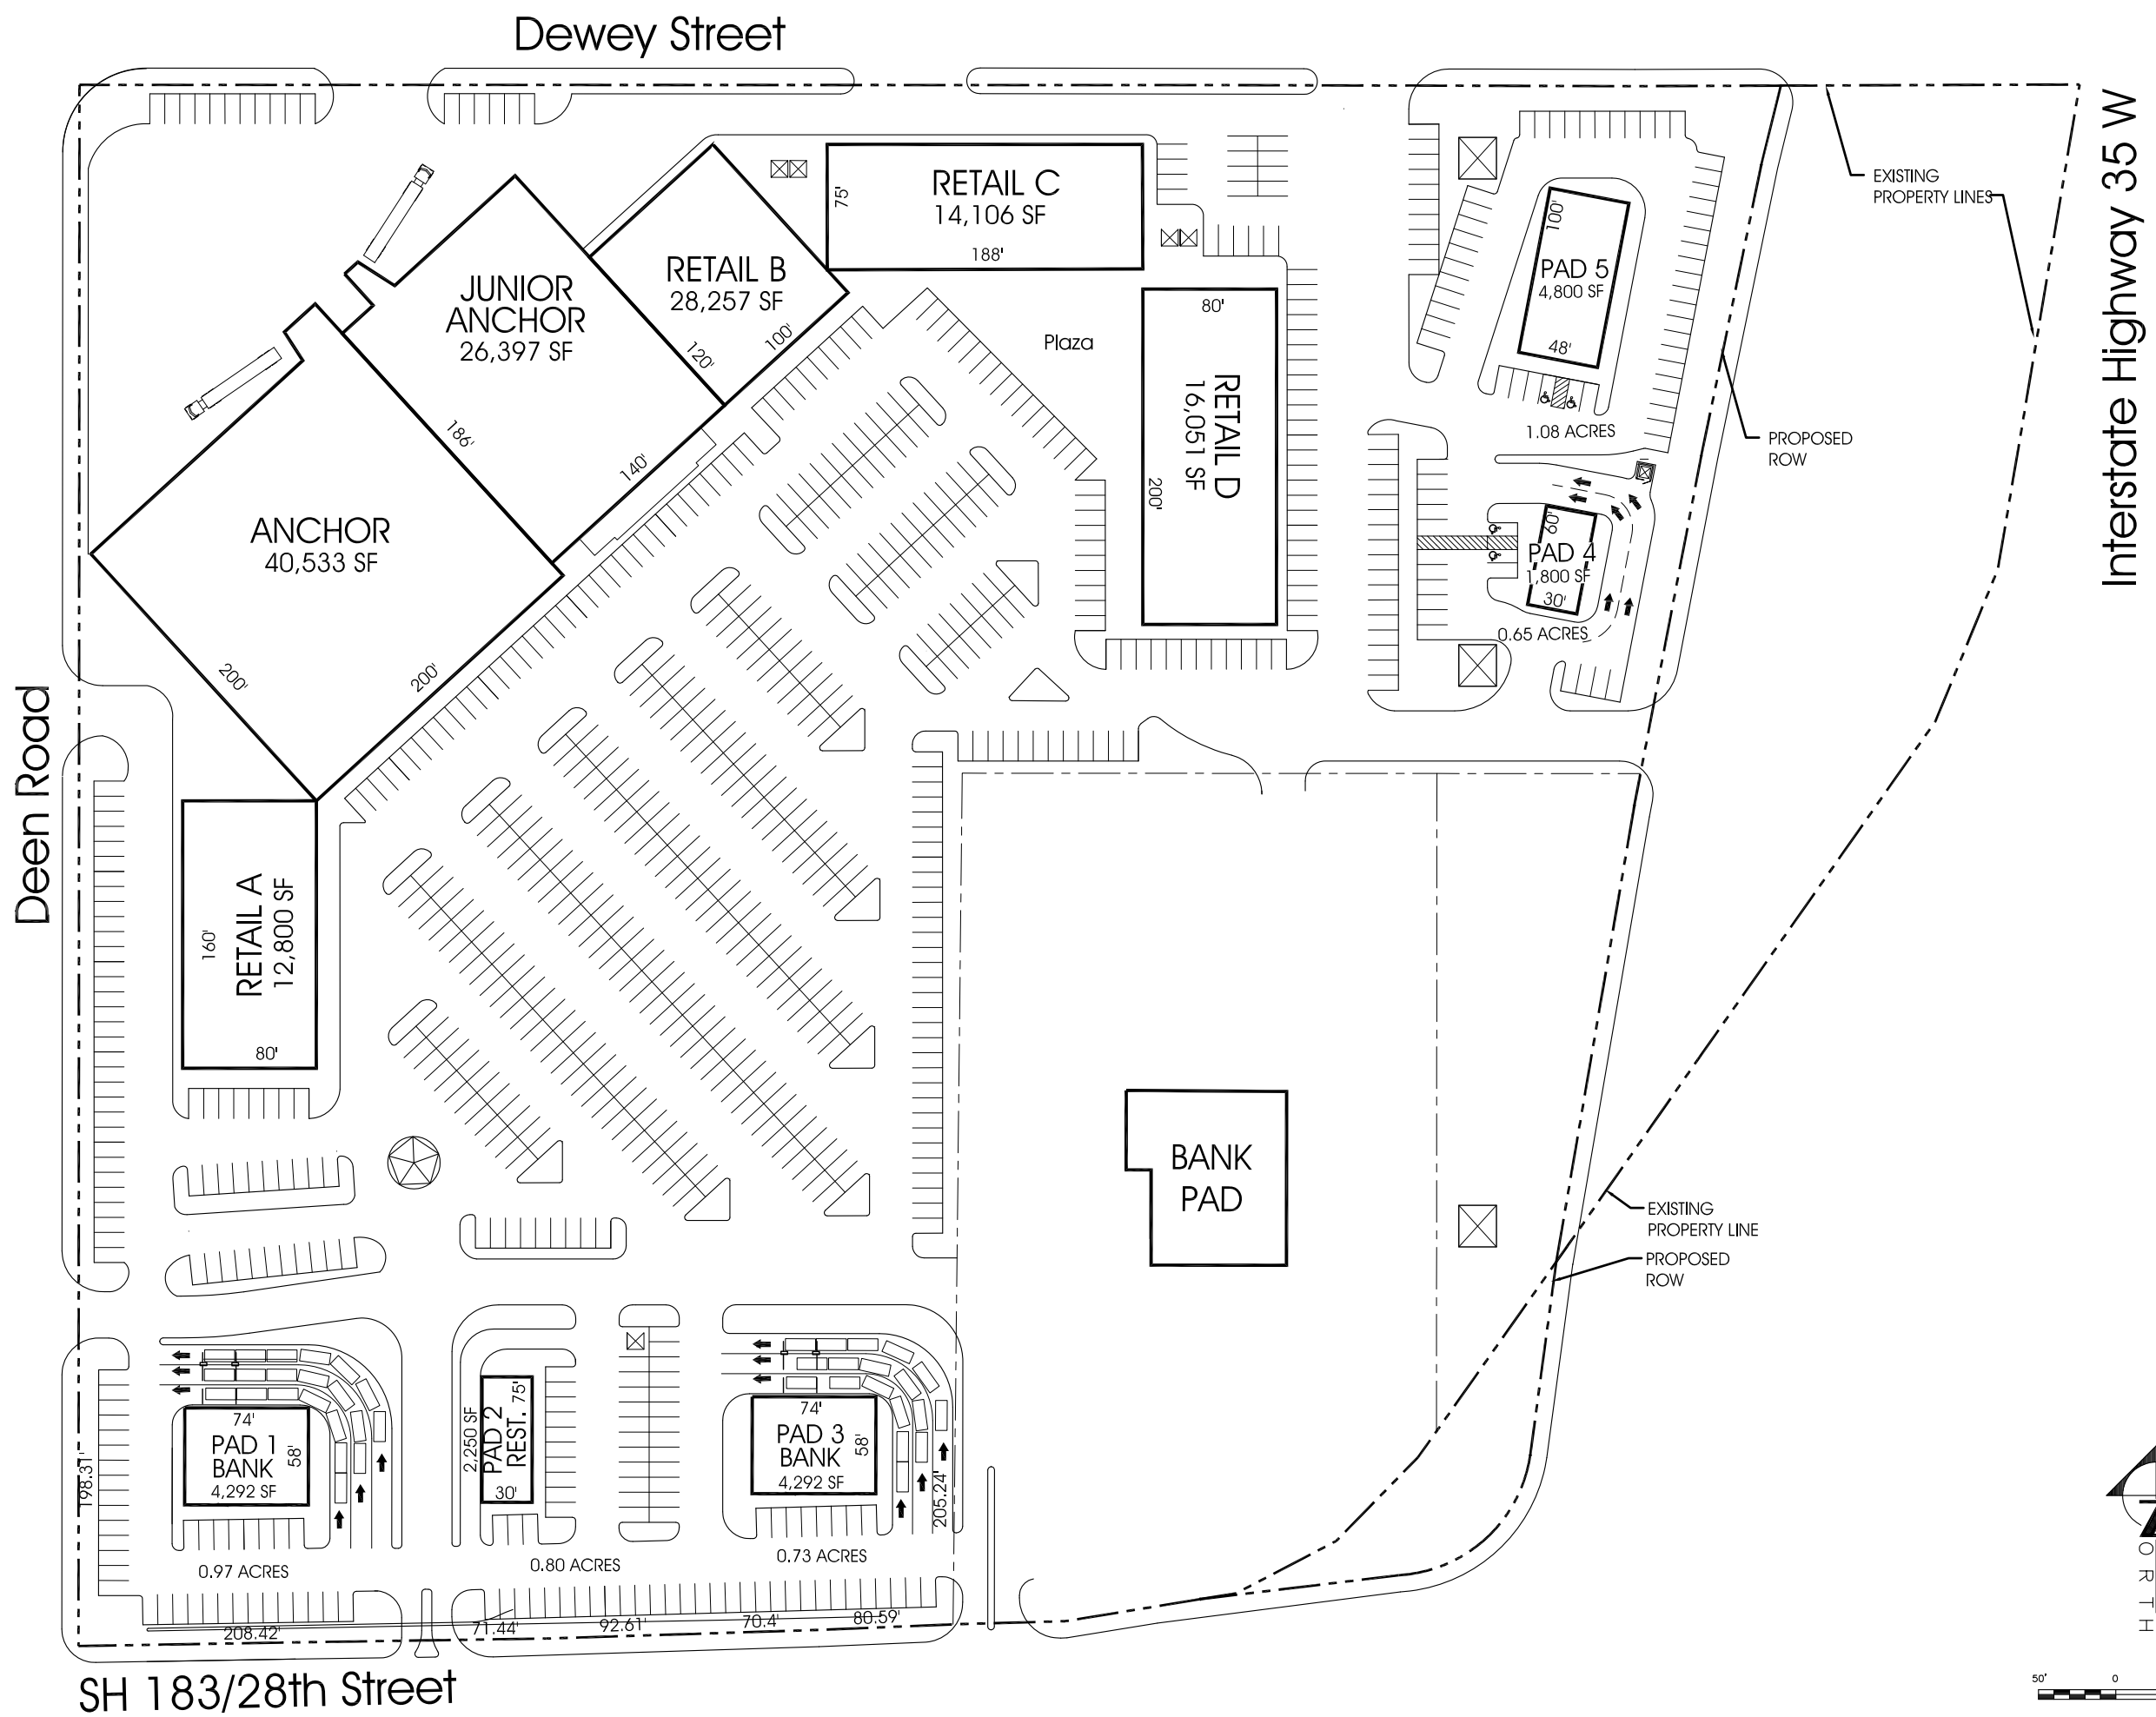 Dewey Street
Interstate Highway 35 W
Deen Road
SH 183/28th Street
EXISTING
PROPERTY LINES
PROPOSED
ROW
RETAIL C
14,106 SF
75'
188'
RETAIL B
28,257 SF
120'
100'
JUNIOR
ANCHOR
26,397 SF
186'
140'
ANCHOR
40,533 SF
200'
200'
Plaza
80'
RETAIL D
16,051 SF
200'
100'
PAD 5
4,800 SF
48'
1.08 ACRES
60'
PAD 4
1,800 SF
30'
0.65 ACRES
RETAIL A
12,800 SF
160'
80'
BANK
PAD
EXISTING
PROPERTY LINE
PROPOSED
ROW
74'
PAD 1
BANK
4,292 SF
58'
198.31'
0.97 ACRES
2,250 SF
PAD 2
REST.
75'
30'
0.80 ACRES
74'
PAD 3
BANK
4,292 SF
58'
205.24'
0.73 ACRES
208.42'
71.44'
92.61'
70.4'
80.59'
NORTH
50' 0